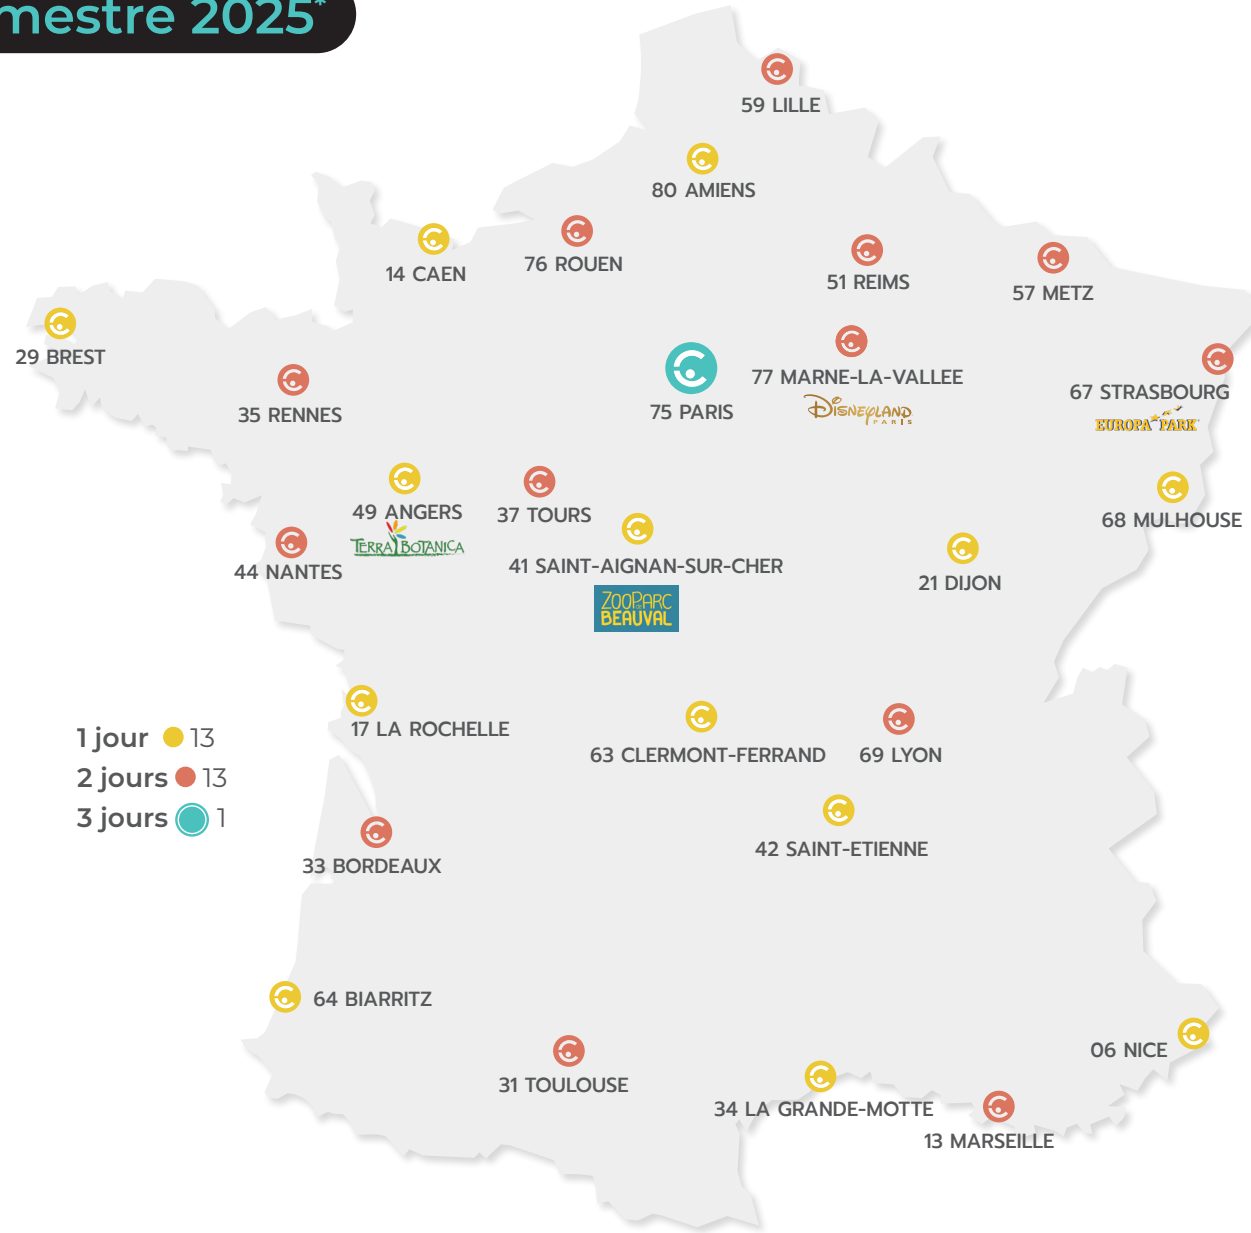 mestre 2025*
59 LILLE
80 AMIENS
14 CAEN
76 ROUEN
51 REIMS
57 METZ
29 BREST
35 RENNES
75 PARIS
77 MARNE-LA-VALLEE
DISNEYLAND
PARIS
67 STRASBOURG
EUROPA PARK
49 ANGERS
TERRA BOTANICA
37 TOURS
68 MULHOUSE
44 NANTES
41 SAINT-AIGNAN-SUR-CHER
ZOOPARC
de
BEAUVAL
21 DIJON
17 LA ROCHELLE
63 CLERMONT-FERRAND
69 LYON
1 jour 13
2 jours 13
3 jours 1
42 SAINT-ETIENNE
33 BORDEAUX
64 BIARRITZ
06 NICE
31 TOULOUSE
34 LA GRANDE-MOTTE
13 MARSEILLE